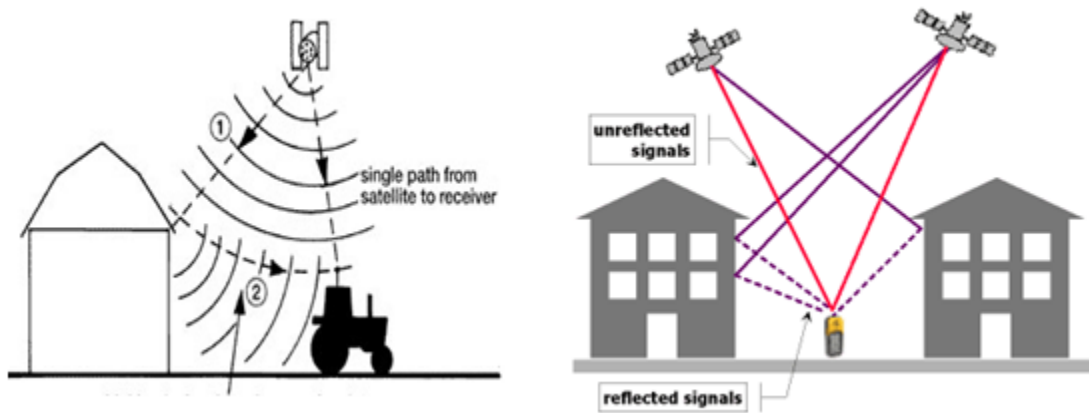 ①
single path from
satellite to receiver
②
unreflected
signals
reflected signals